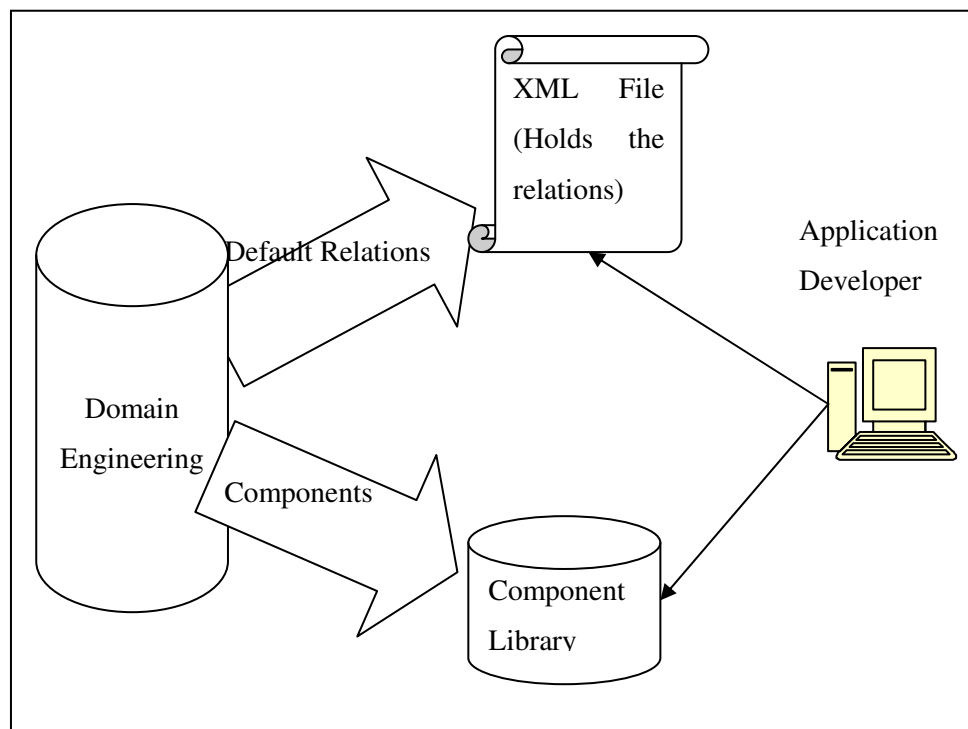 XML File
(Holds the
relations)
Application
Developer
Default Relations
Domain
Engineering
Components
Component
Library